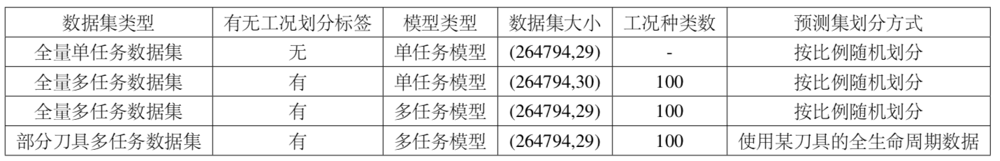 数据集类型 有无工况划分标签 模型类型 数据集大小 工况种类数 预测集划分方式
全量单任务数据集 无 单任务模型 (264794,29) - 按比例随机划分
全量多任务数据集 有 单任务模型 (264794,30) 100 按比例随机划分
全量多任务数据集 有 多任务模型 (264794,29) 100 按比例随机划分
部分刀具多任务数据集 有 多任务模型 (264794,29) 100 使用某刀具的全生命周期数据